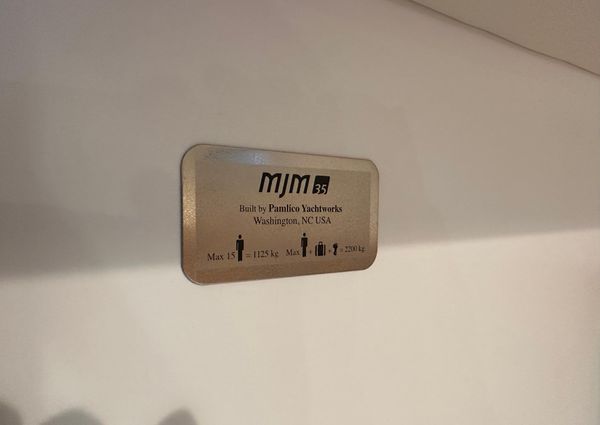 MJM 35
Built by Pamlico Yachtworks
Washington, NC USA
Max 15 = 1125 kg Max + + = 2200 kg